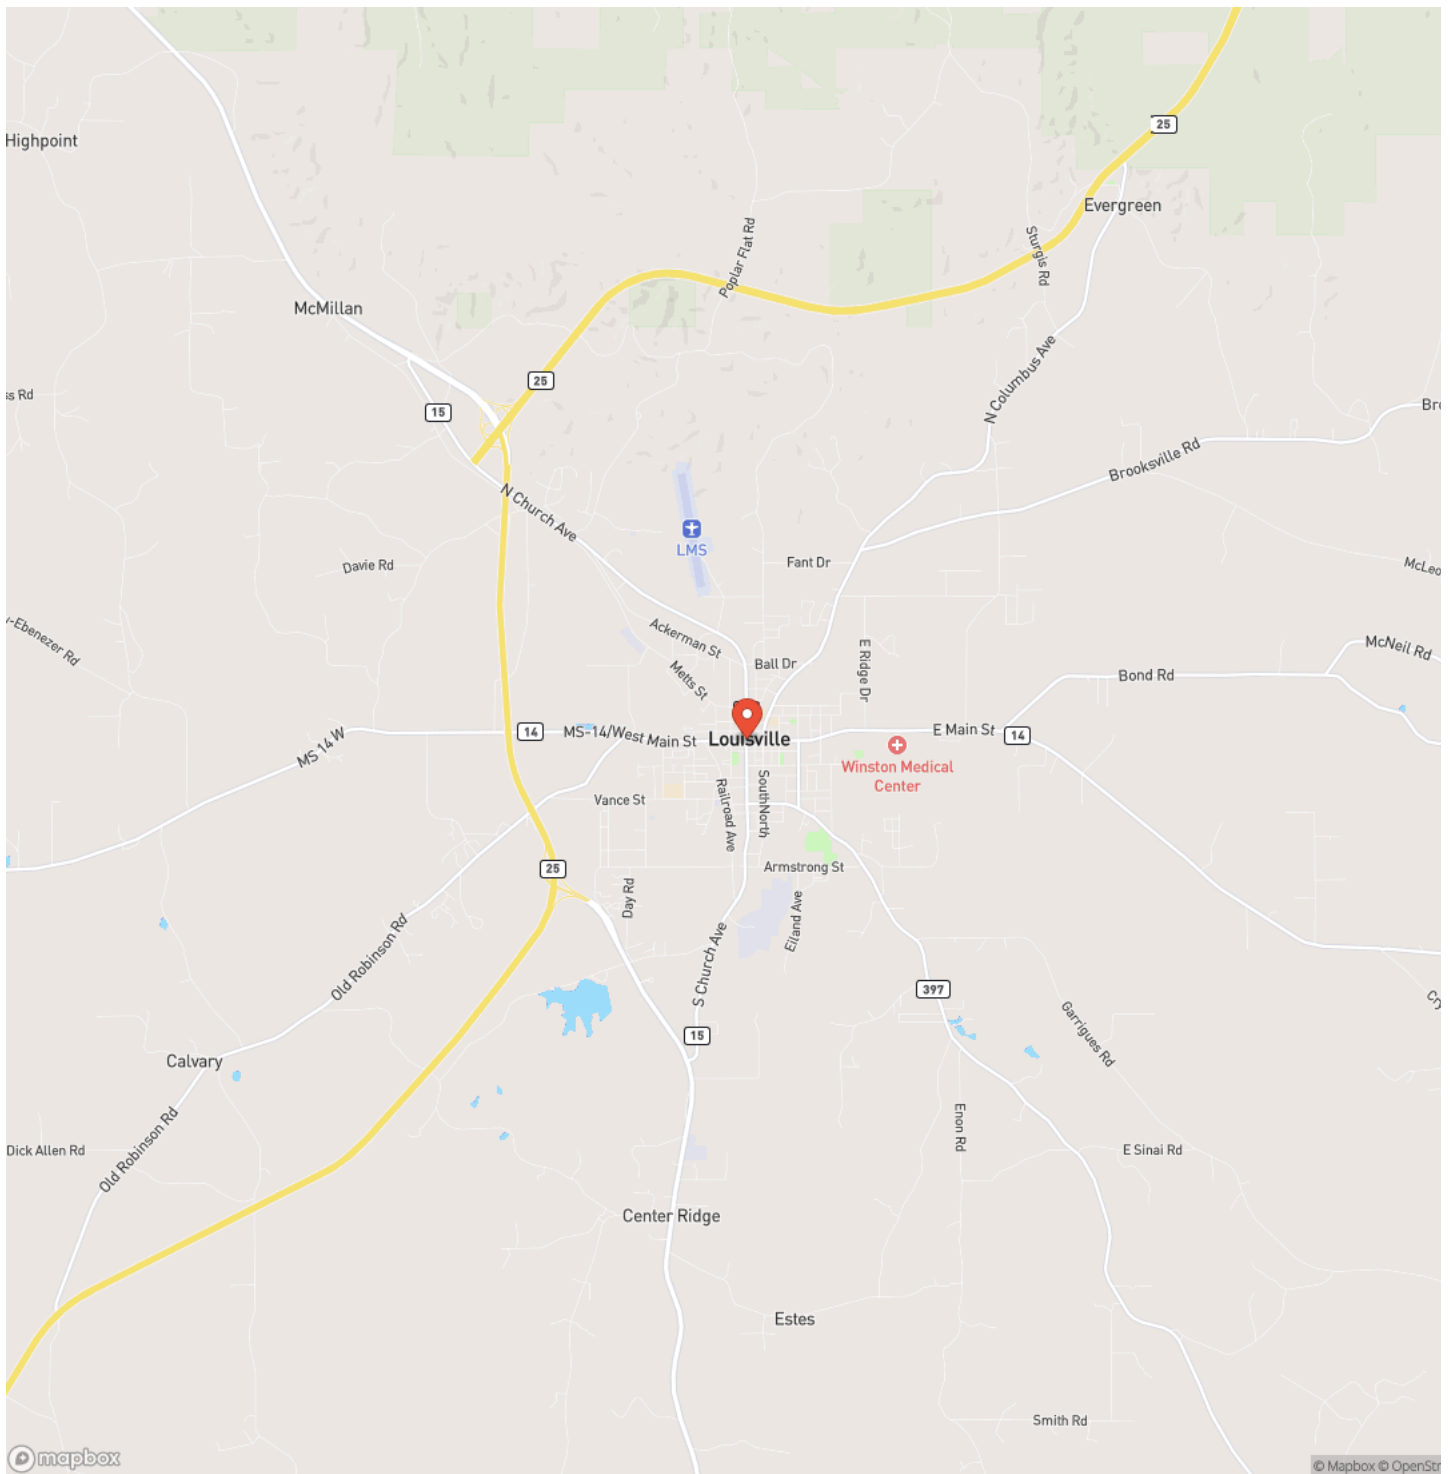 25
Highpoint
Evergreen
Sturgis Rd
Poplar Flat Rd
McMillan
N Columbus Ave
25
15
Brooksville Rd
N Church Ave
LMS
Fant Dr
Davie Rd
Ackerman St
Metts St
Ball Dr
E Ridge Dr
McNeil Rd
Bond Rd
MS 14 W
14
MS-14/West Main St
Louisville
E Main St
14
Winston Medical
Center
Vance St
Railroad Ave
SouthNorth
25
Armstrong St
Day Rd
Eiland Ave
Old Robinson Rd
S Church Ave
397
15
Garrigues Rd
Calvary
Enon Rd
Dick Allen Rd
Old Robinson Rd
E Sinai Rd
Center Ridge
Estes
Smith Rd
mapbox
© Mapbox © OpenStr